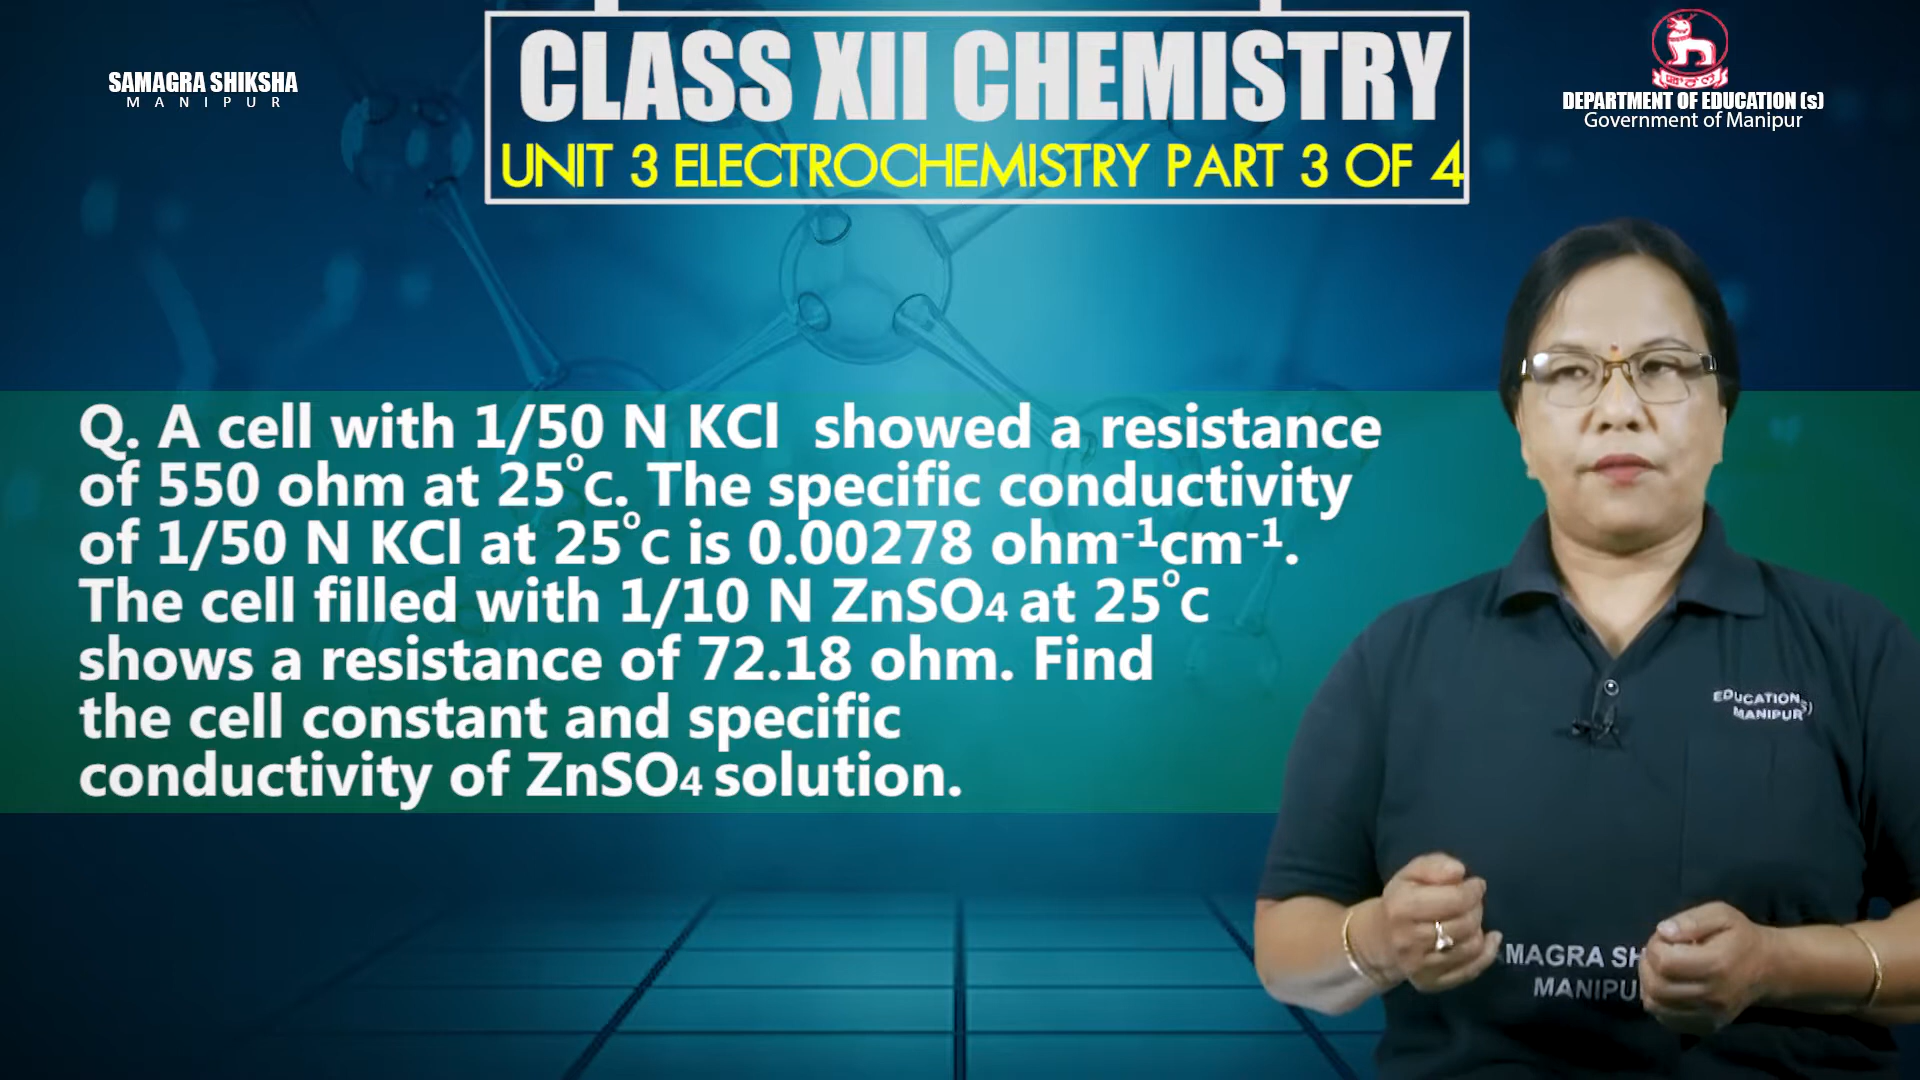 SAMAGRA SHIKSHA
MANIPUR
CLASS XII CHEMISTRY
UNIT 3 ELECTROCHEMISTRY PART 3 OF 4
DEPARTMENT OF EDUCATION (s)
Government of Manipur
Q. A cell with 1/50 N KCl showed a resistance
of 550 ohm at 25°C. The specific conductivity
of 1/50 N KCl at 25°C is 0.00278 ohm⁻¹cm⁻¹.
The cell filled with 1/10 N ZnSO₄ at 25°C
shows a resistance of 72.18 ohm. Find
the cell constant and specific
conductivity of ZnSO₄ solution.
EDUCATION(S)
MANIPUR